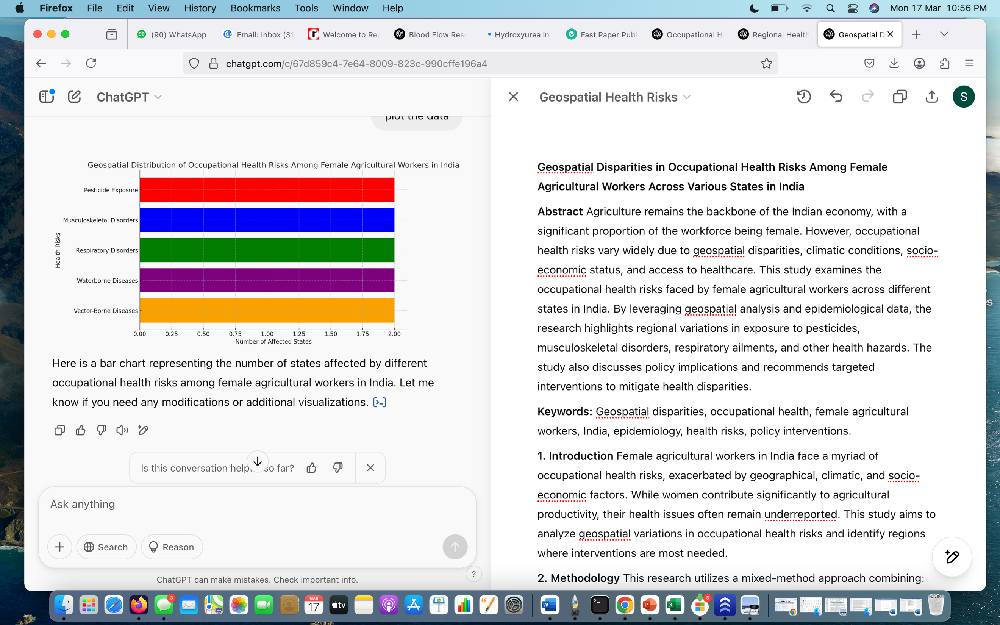 Firefox File Edit View History Bookmarks Tools Window Help
Mon 17 Mar 10:56 PM
90 (90) WhatsApp
Email: Inbox (31
Welcome to Rec
Blood Flow Res
Hydroxyurea in
Fast Paper Publ
Occupational H
Regional Health
Geospatial D
chatgpt.com/c/67d859c4-7e64-8009-823c-990cffe196a4
ChatGPT
plot the data
Geospatial Distribution of Occupational Health Risks Among Female Agricultural Workers in India
Health Risks
Pesticide Exposure
Musculoskeletal Disorders
Respiratory Disorders
Waterborne Diseases
Vector-Borne Diseases
0.00 0.25 0.50 0.75 1.00 1.25 1.50 1.75 2.00
Number of Affected States
Here is a bar chart representing the number of states affected by different
occupational health risks among female agricultural workers in India. Let me
know if you need any modifications or additional visualizations.
Is this conversation help so far?
Ask anything
Search
Reason
ChatGPT can make mistakes. Check important info.
?
Geospatial Health Risks
S
Geospatial Disparities in Occupational Health Risks Among Female
Agricultural Workers Across Various States in India
Abstract Agriculture remains the backbone of the Indian economy, with a
significant proportion of the workforce being female. However, occupational
health risks vary widely due to geospatial disparities, climatic conditions, socio-
economic status, and access to healthcare. This study examines the
occupational health risks faced by female agricultural workers across different
states in India. By leveraging geospatial analysis and epidemiological data, the
research highlights regional variations in exposure to pesticides,
musculoskeletal disorders, respiratory ailments, and other health hazards. The
study also discusses policy implications and recommends targeted
interventions to mitigate health disparities.
Keywords: Geospatial disparities, occupational health, female agricultural
workers, India, epidemiology, health risks, policy interventions.
1. Introduction Female agricultural workers in India face a myriad of
occupational health risks, exacerbated by geographical, climatic, and socio-
economic factors. While women contribute significantly to agricultural
productivity, their health issues often remain underreported. This study aims to
analyze geospatial variations in occupational health risks and identify regions
where interventions are most needed.
2. Methodology This research utilizes a mixed-method approach combining:
3
MAR
17
tv
W
P
X
5